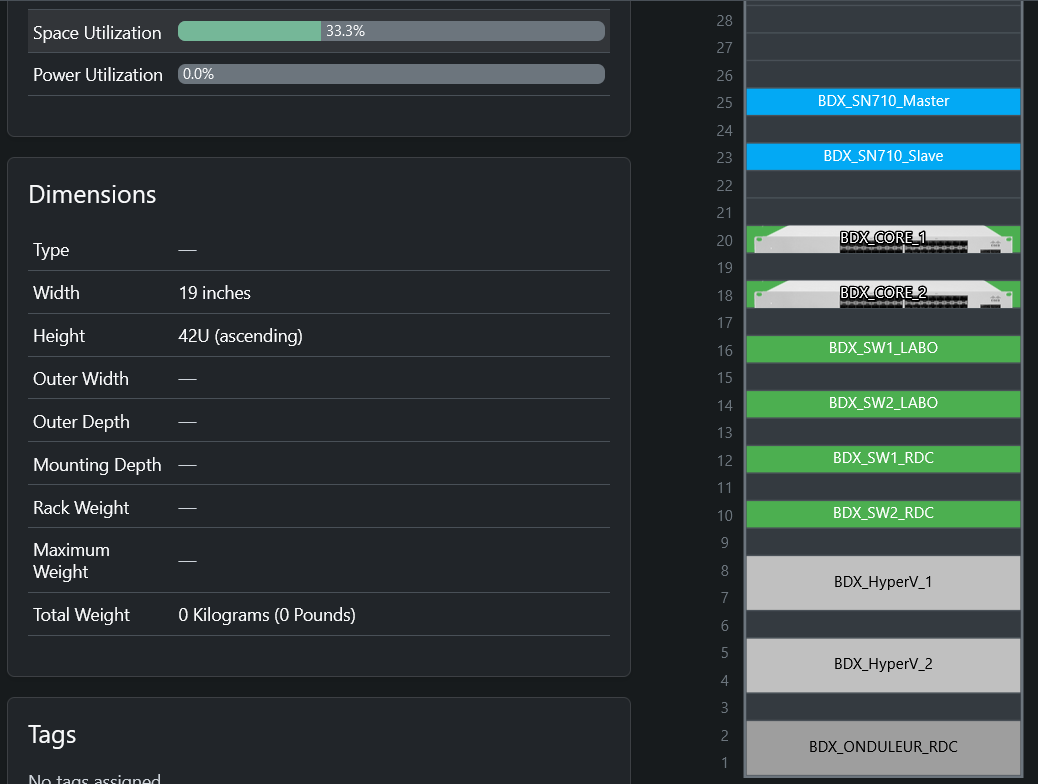 Space Utilization 33.3%
Power Utilization 0.0%
Dimensions
Type —
Width 19 inches
Height 42U (ascending)
Outer Width —
Outer Depth —
Mounting Depth —
Rack Weight —
Maximum
Weight —
Total Weight 0 Kilograms (0 Pounds)
Tags
No tags assigned
28
27
26
25 BDX_SN710_Master
24
23 BDX_SN710_Slave
22
21
20 BDX_CORE_1
19
18 BDX_CORE_2
17
16 BDX_SW1_LABO
15
14 BDX_SW2_LABO
13
12 BDX_SW1_RDC
11
10 BDX_SW2_RDC
9
8 BDX_HyperV_1
7
6
5 BDX_HyperV_2
4
3
2 BDX_ONDULEUR_RDC
1